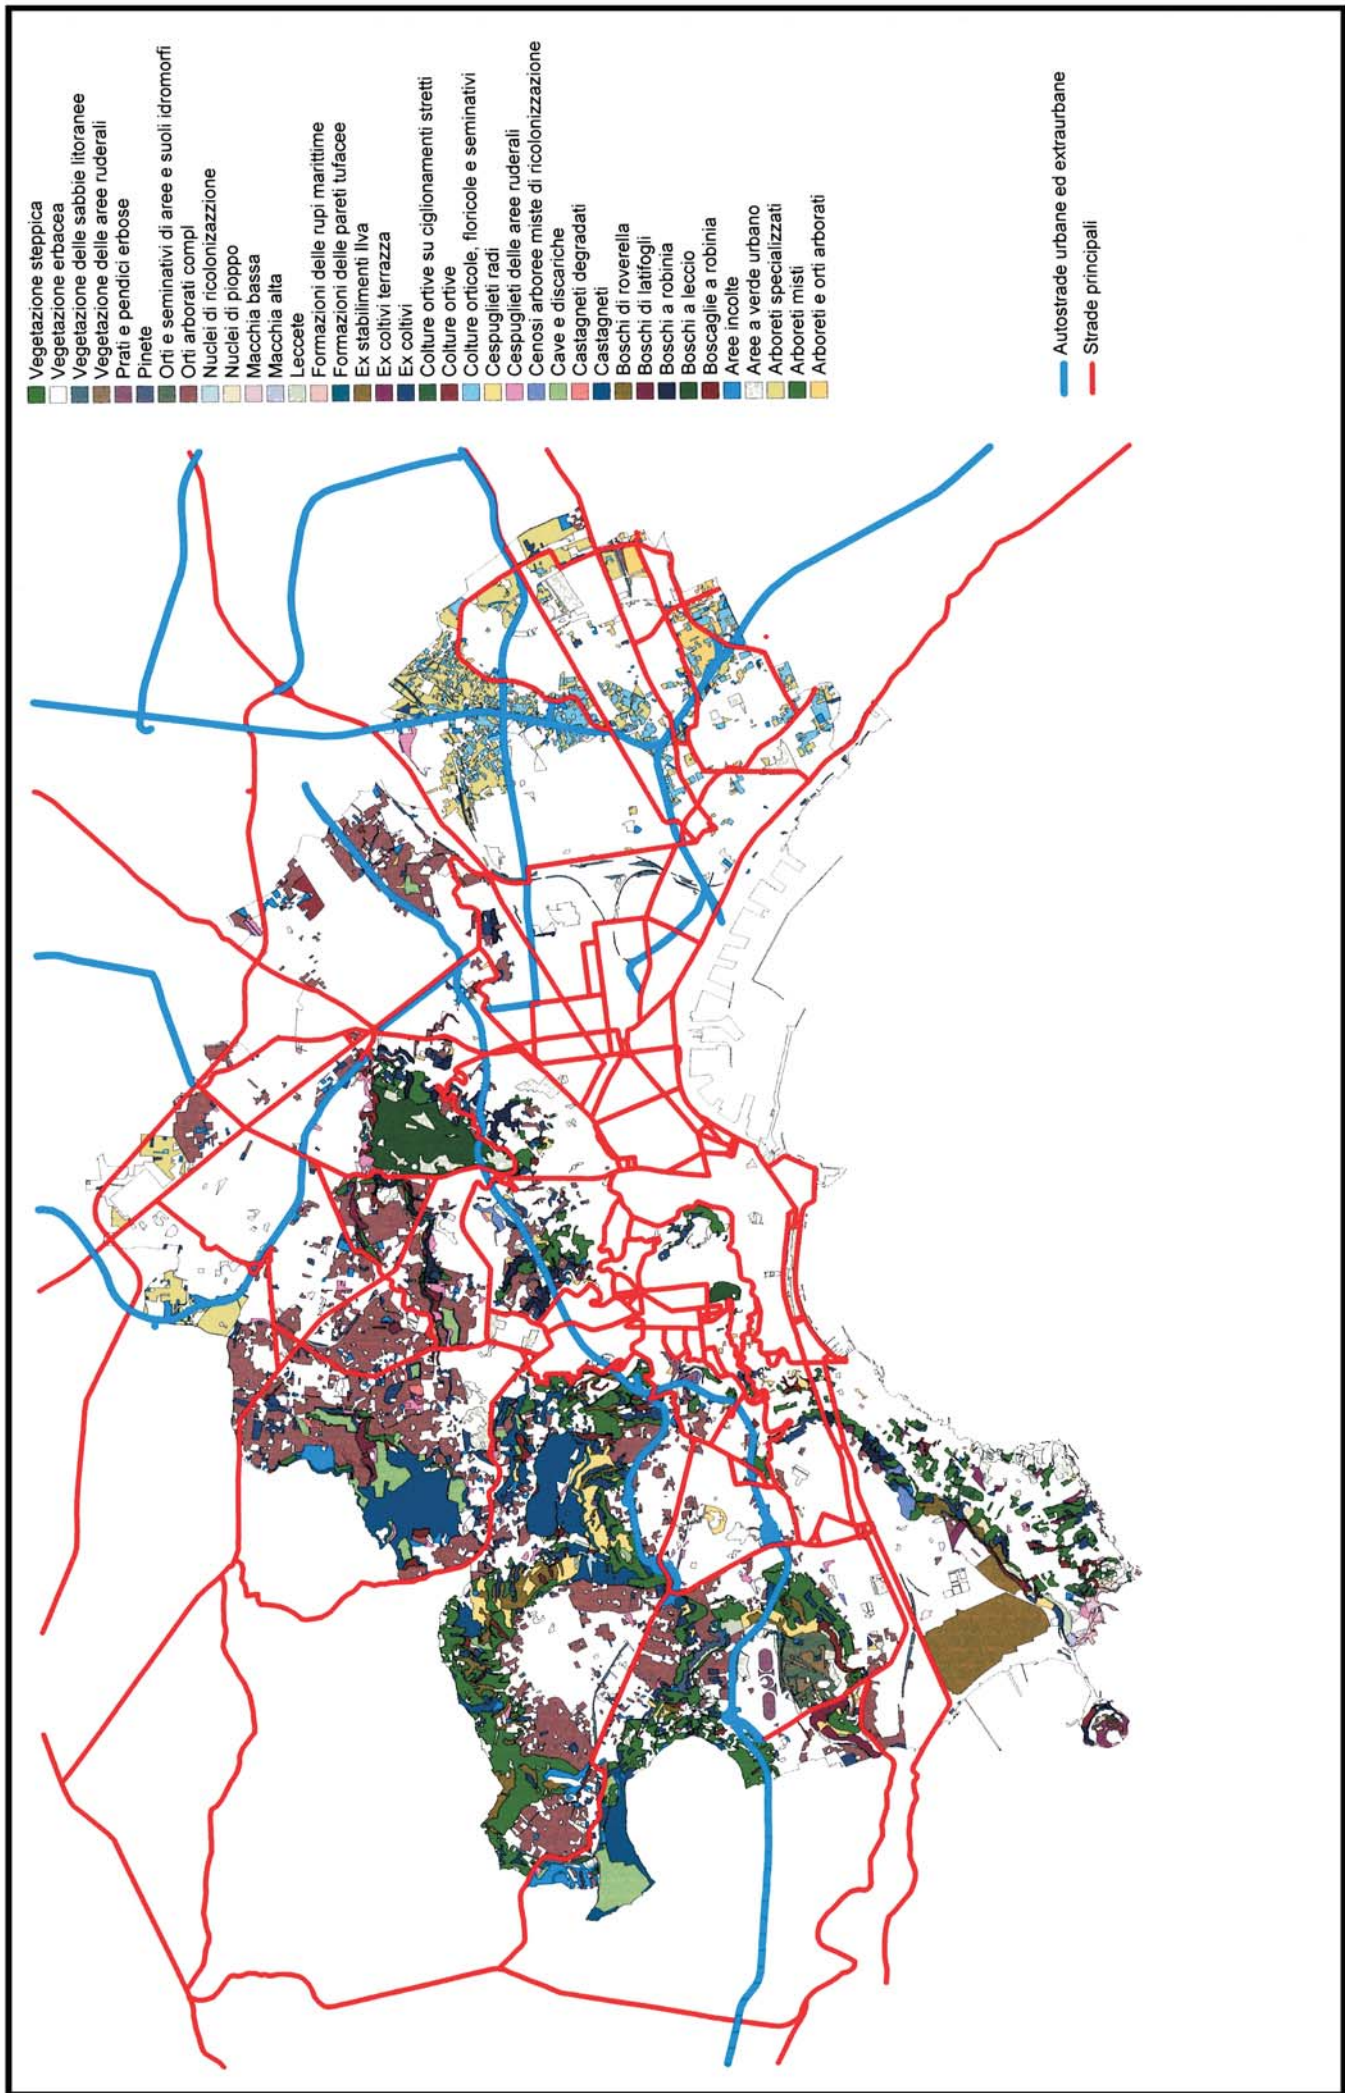 Vegetazione steppica
Vegetazione erbacea
Vegetazione delle sabbie litoranee
Vegetazione delle aree ruderali
Prati e pendici erbose
Pinete
Orti e seminativi di aree e suoli idromorfi
Orti arborati compl
Nuclei di ricolonizazzione
Nuclei di pioppo
Macchia bassa
Macchia alta
Leccete
Formazioni delle rupi marittime
Formazioni delle pareti tufacee
Ex stabilimenti Ilva
Ex coltivi terrazza
Ex coltivi
Colture ortive su ciglionamenti stretti
Colture ortive
Colture orticole, floricole e seminativi
Cespuglieti radi
Cespuglieti delle aree ruderali
Cenosi arboree miste di ricolonizzazione
Cave e discariche
Castagneti degradati
Castagneti
Boschi di roverella
Boschi di latifogli
Boschi a robinia
Boschi a leccio
Boscaglie a robinia
Aree incolte
Aree a verde urbano
Arboreti specializzati
Arboreti misti
Arboreti e orti arborati
Autostrade urbane ed extraurbane
Strade principali